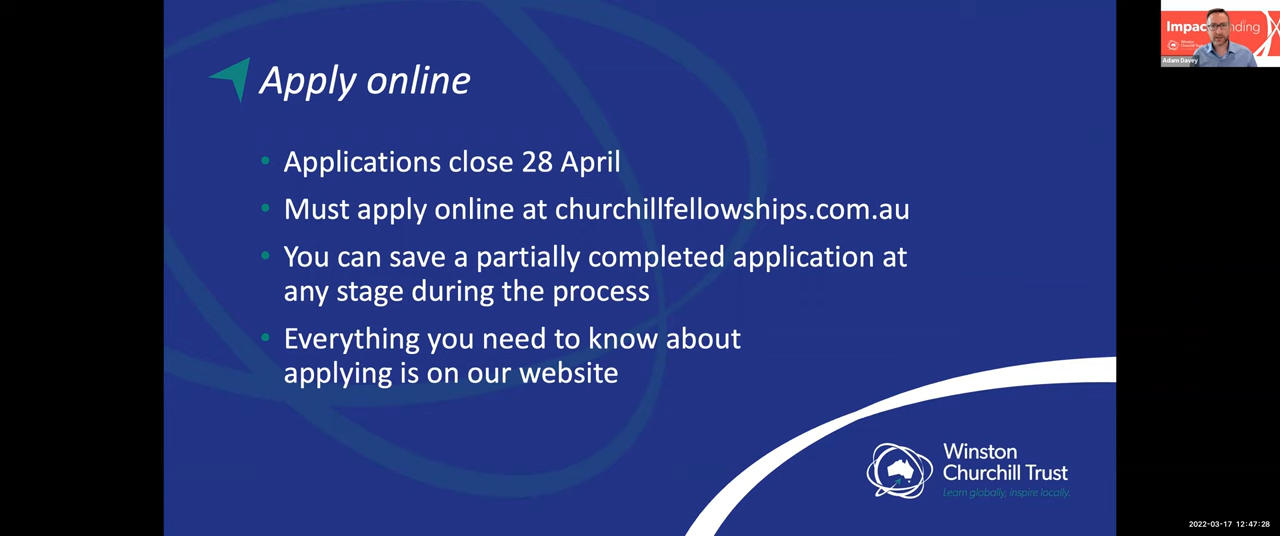 Apply online
• Applications close 28 April
• Must apply online at churchillfellowships.com.au
• You can save a partially completed application at
any stage during the process
• Everything you need to know about
applying is on our website
Winston
Churchill Trust
Learn globally, inspire locally.
Adam Davey
2022-03-17 12:47:28